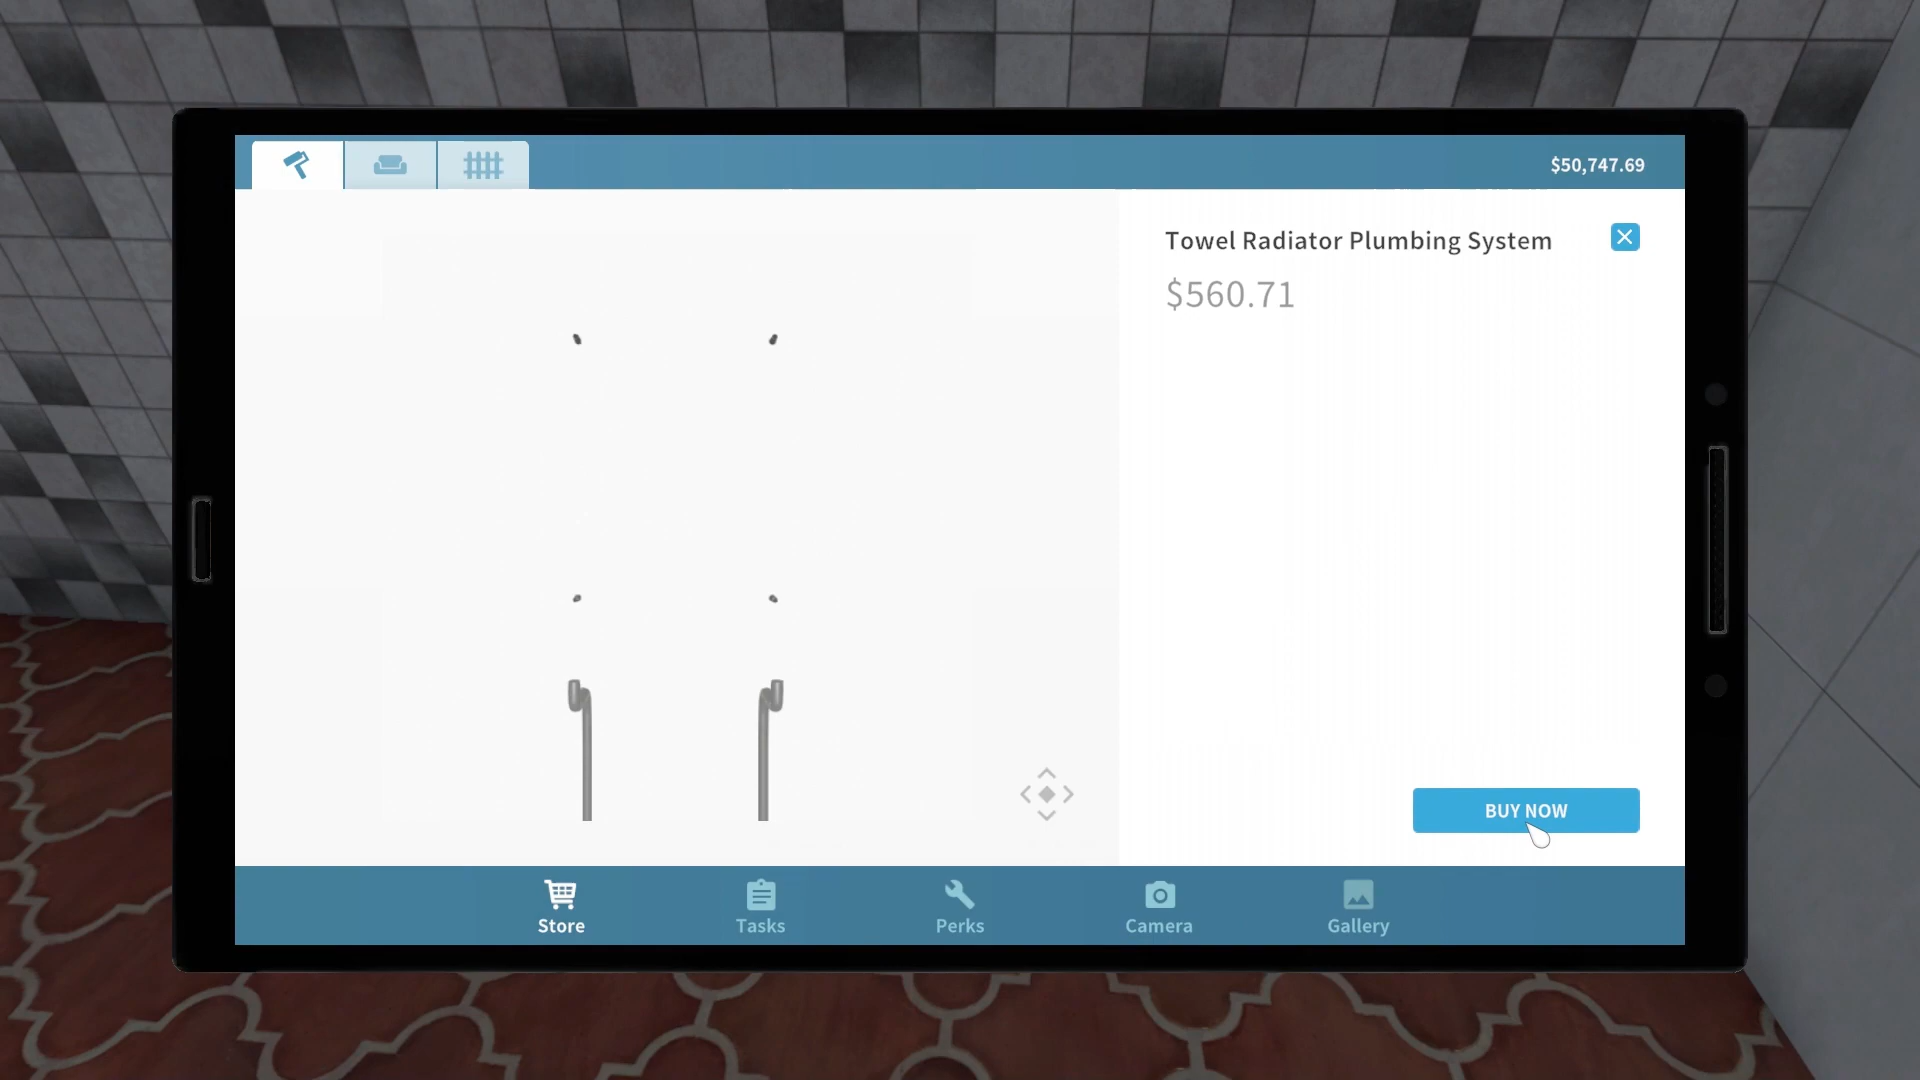 $50,747.69
Towel Radiator Plumbing System
$560.71
BUY NOW
Store
Tasks
Perks
Camera
Gallery